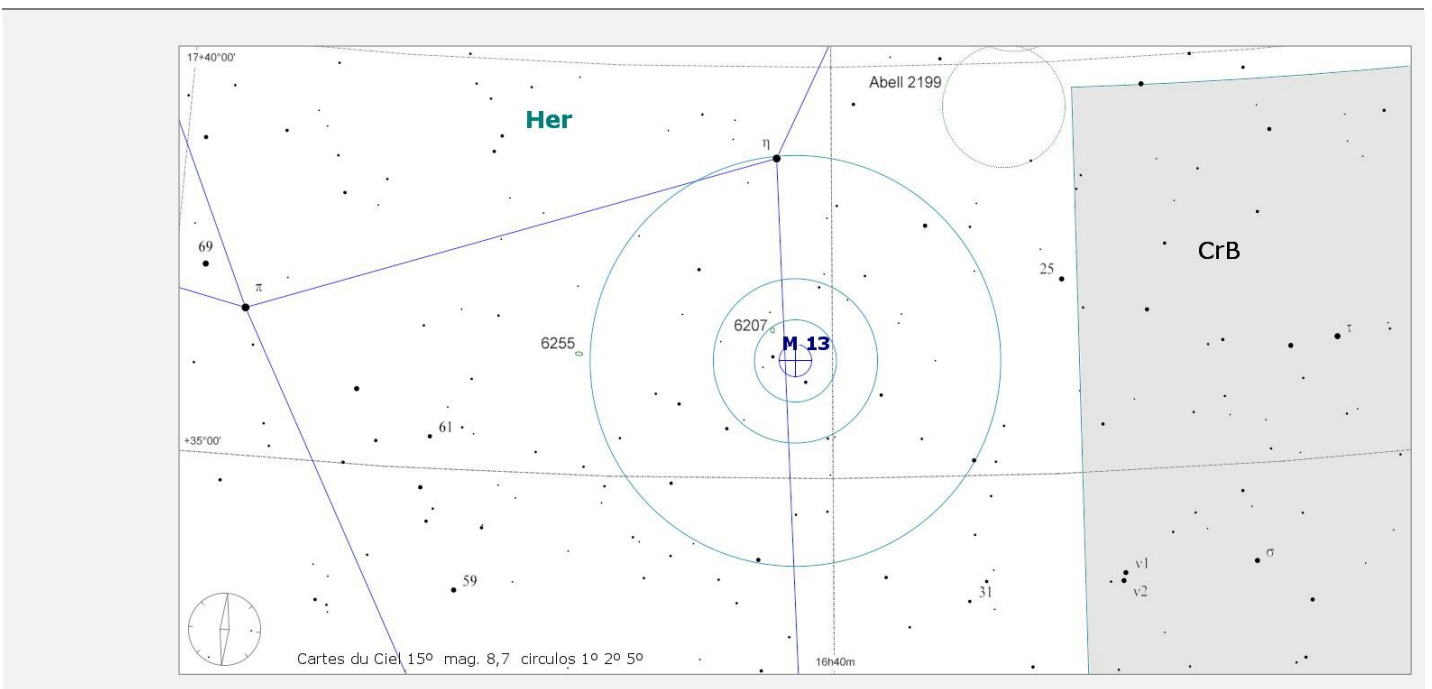 17+40°00'
Abell 2199
Her
η
69
CrB
π
25
τ
6207
6255
M 13
61
+35°00'
σ
ν1
59
31
ν2
Cartes du Ciel 15º mag. 8,7 circulos 1º 2º 5º
16h40m